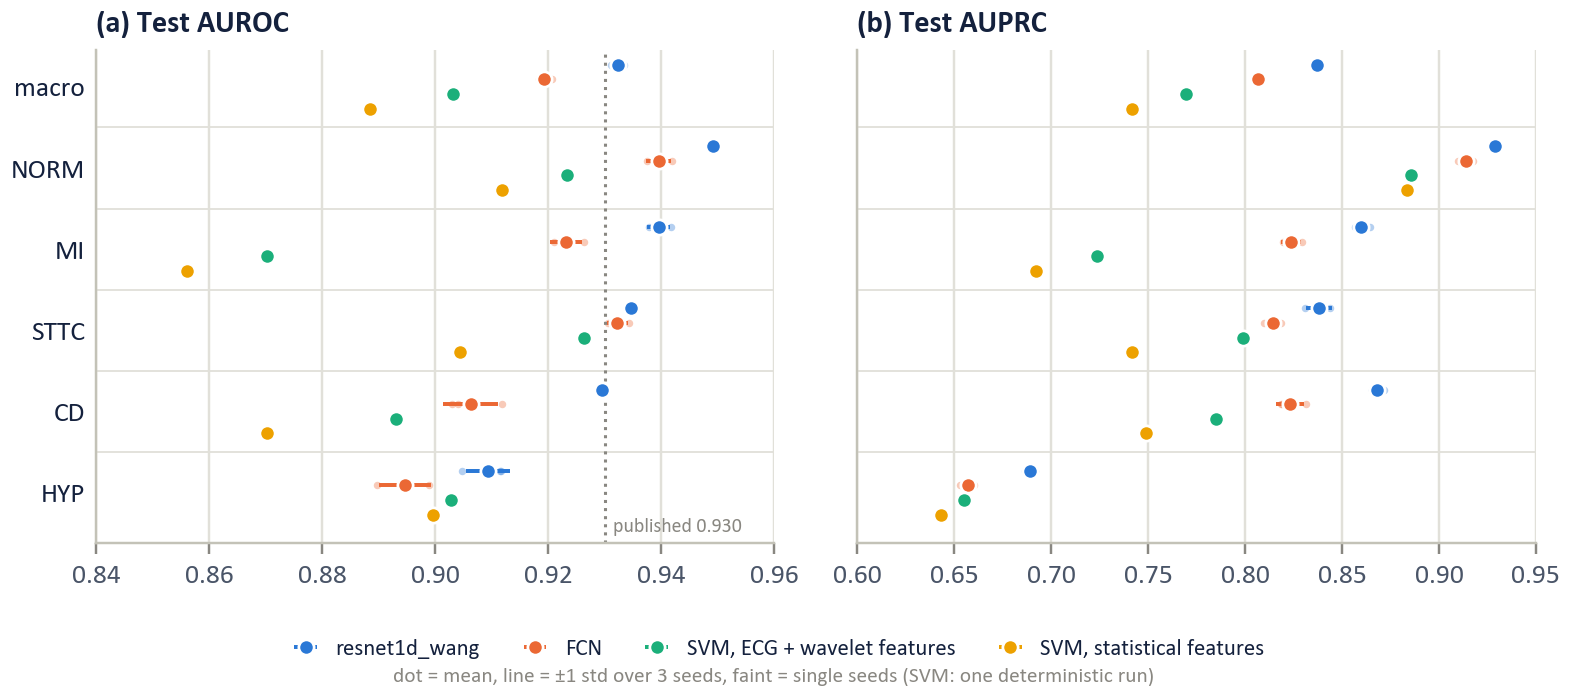 (a) Test AUROC
(b) Test AUPRC
macro
NORM
MI
STTC
CD
HYP
published 0.930
0.84 0.86 0.88 0.90 0.92 0.94 0.96
0.60 0.65 0.70 0.75 0.80 0.85 0.90 0.95
resnet1d_wang FCN SVM, ECG + wavelet features SVM, statistical features
dot = mean, line = ±1 std over 3 seeds, faint = single seeds (SVM: one deterministic run)